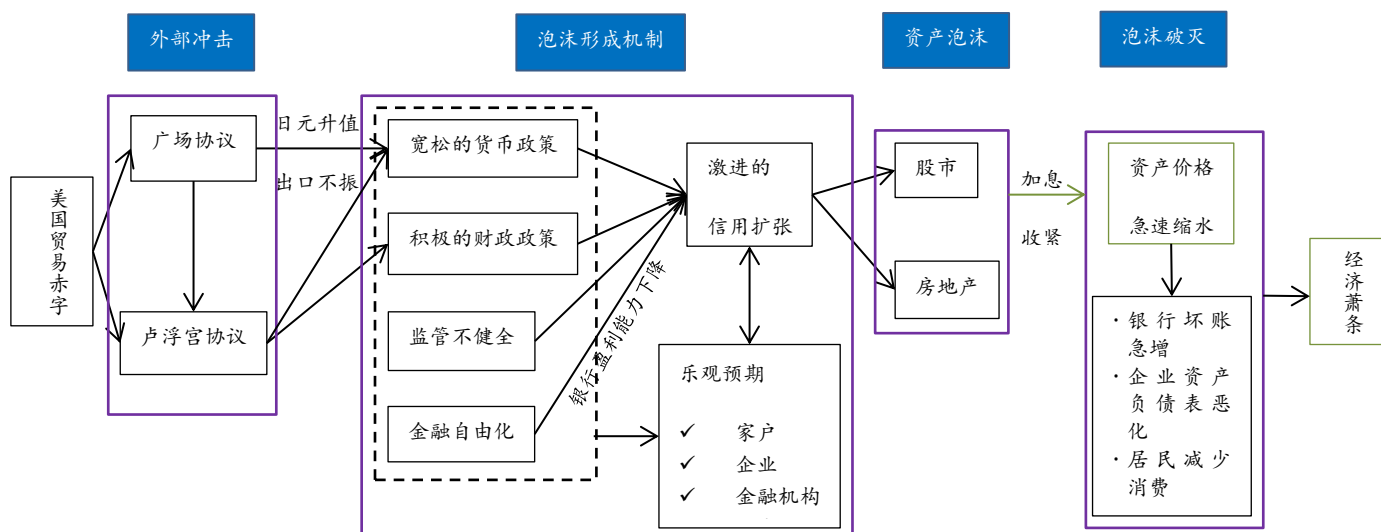 外部冲击
泡沫形成机制
资产泡沫
泡沫破灭
美国贸易赤字
广场协议
卢浮宫协议
日元升值
出口不振
宽松的货币政策
积极的财政政策
监管不健全
金融自由化
银行盈利能力下降
激进的
信用扩张
乐观预期
✓ 家户
✓ 企业
✓ 金融机构
股市
房地产
加息
收紧
资产价格
急速缩水
·银行坏账
急增
·企业资产
负债表恶
化
·居民减少
消费
经济萧条